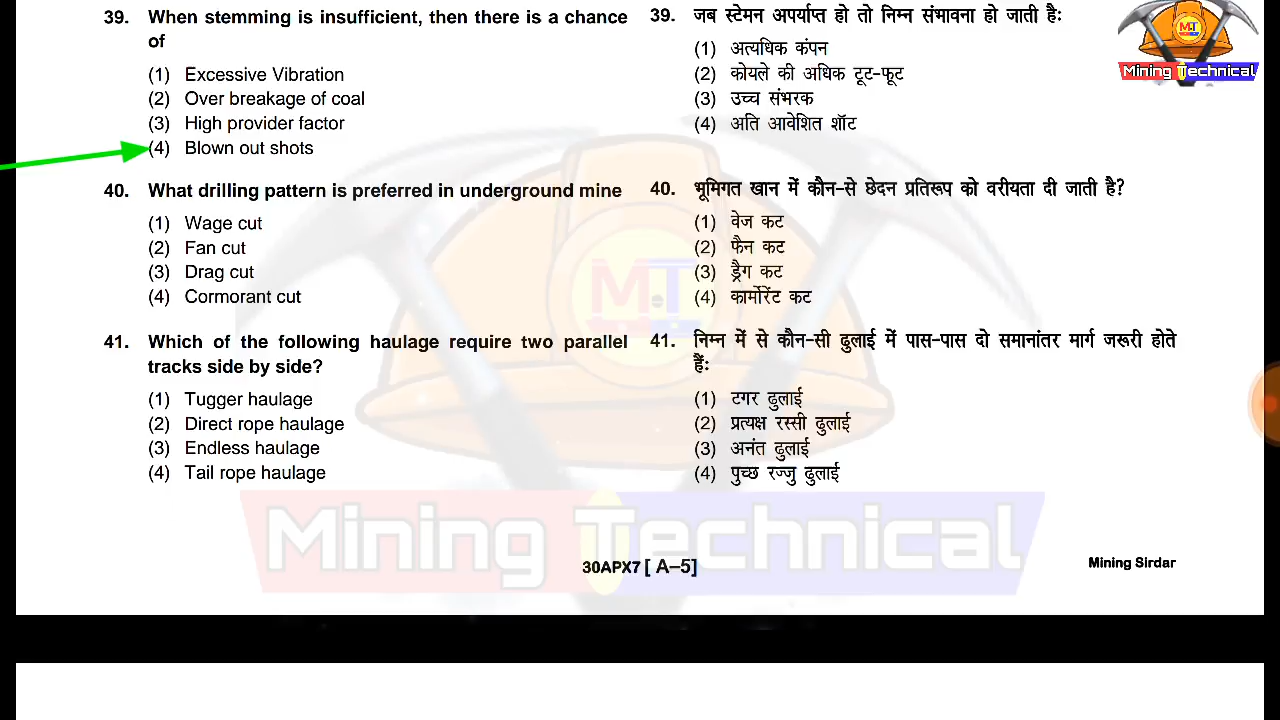 39. When stemming is insufficient, then there is a chance
of
(1) Excessive Vibration
(2) Over breakage of coal
(3) High provider factor
(4) Blown out shots
40. What drilling pattern is preferred in underground mine
(1) Wage cut
(2) Fan cut
(3) Drag cut
(4) Cormorant cut
41. Which of the following haulage require two parallel
tracks side by side?
(1) Tugger haulage
(2) Direct rope haulage
(3) Endless haulage
(4) Tail rope haulage
39. जब स्टेमन अपर्याप्त हो तो निम्न संभावना हो जाती है:
(1) अत्यधिक कंपन
(2) कोयले की अधिक टूट-फूट
(3) उच्च संभरक
(4) अति आवेशित शॉट
40. भूमिगत खान में कौन-से छेदन प्रतिरूप को वरीयता दी जाती है?
(1) वेज कट
(2) फैन कट
(3) ड्रैग कट
(4) कार्मोरेंट कट
41. निम्न में से कौन-सी ढुलाई में पास-पास दो समानांतर मार्ग जरूरी होते
हैं:
(1) टगर ढुलाई
(2) प्रत्यक्ष रस्सी ढुलाई
(3) अनंत ढुलाई
(4) पुच्छ रज्जु ढुलाई
MT
Mining Technical
MT
Mining Technical
30APX7 [ A–5]
Mining Sirdar